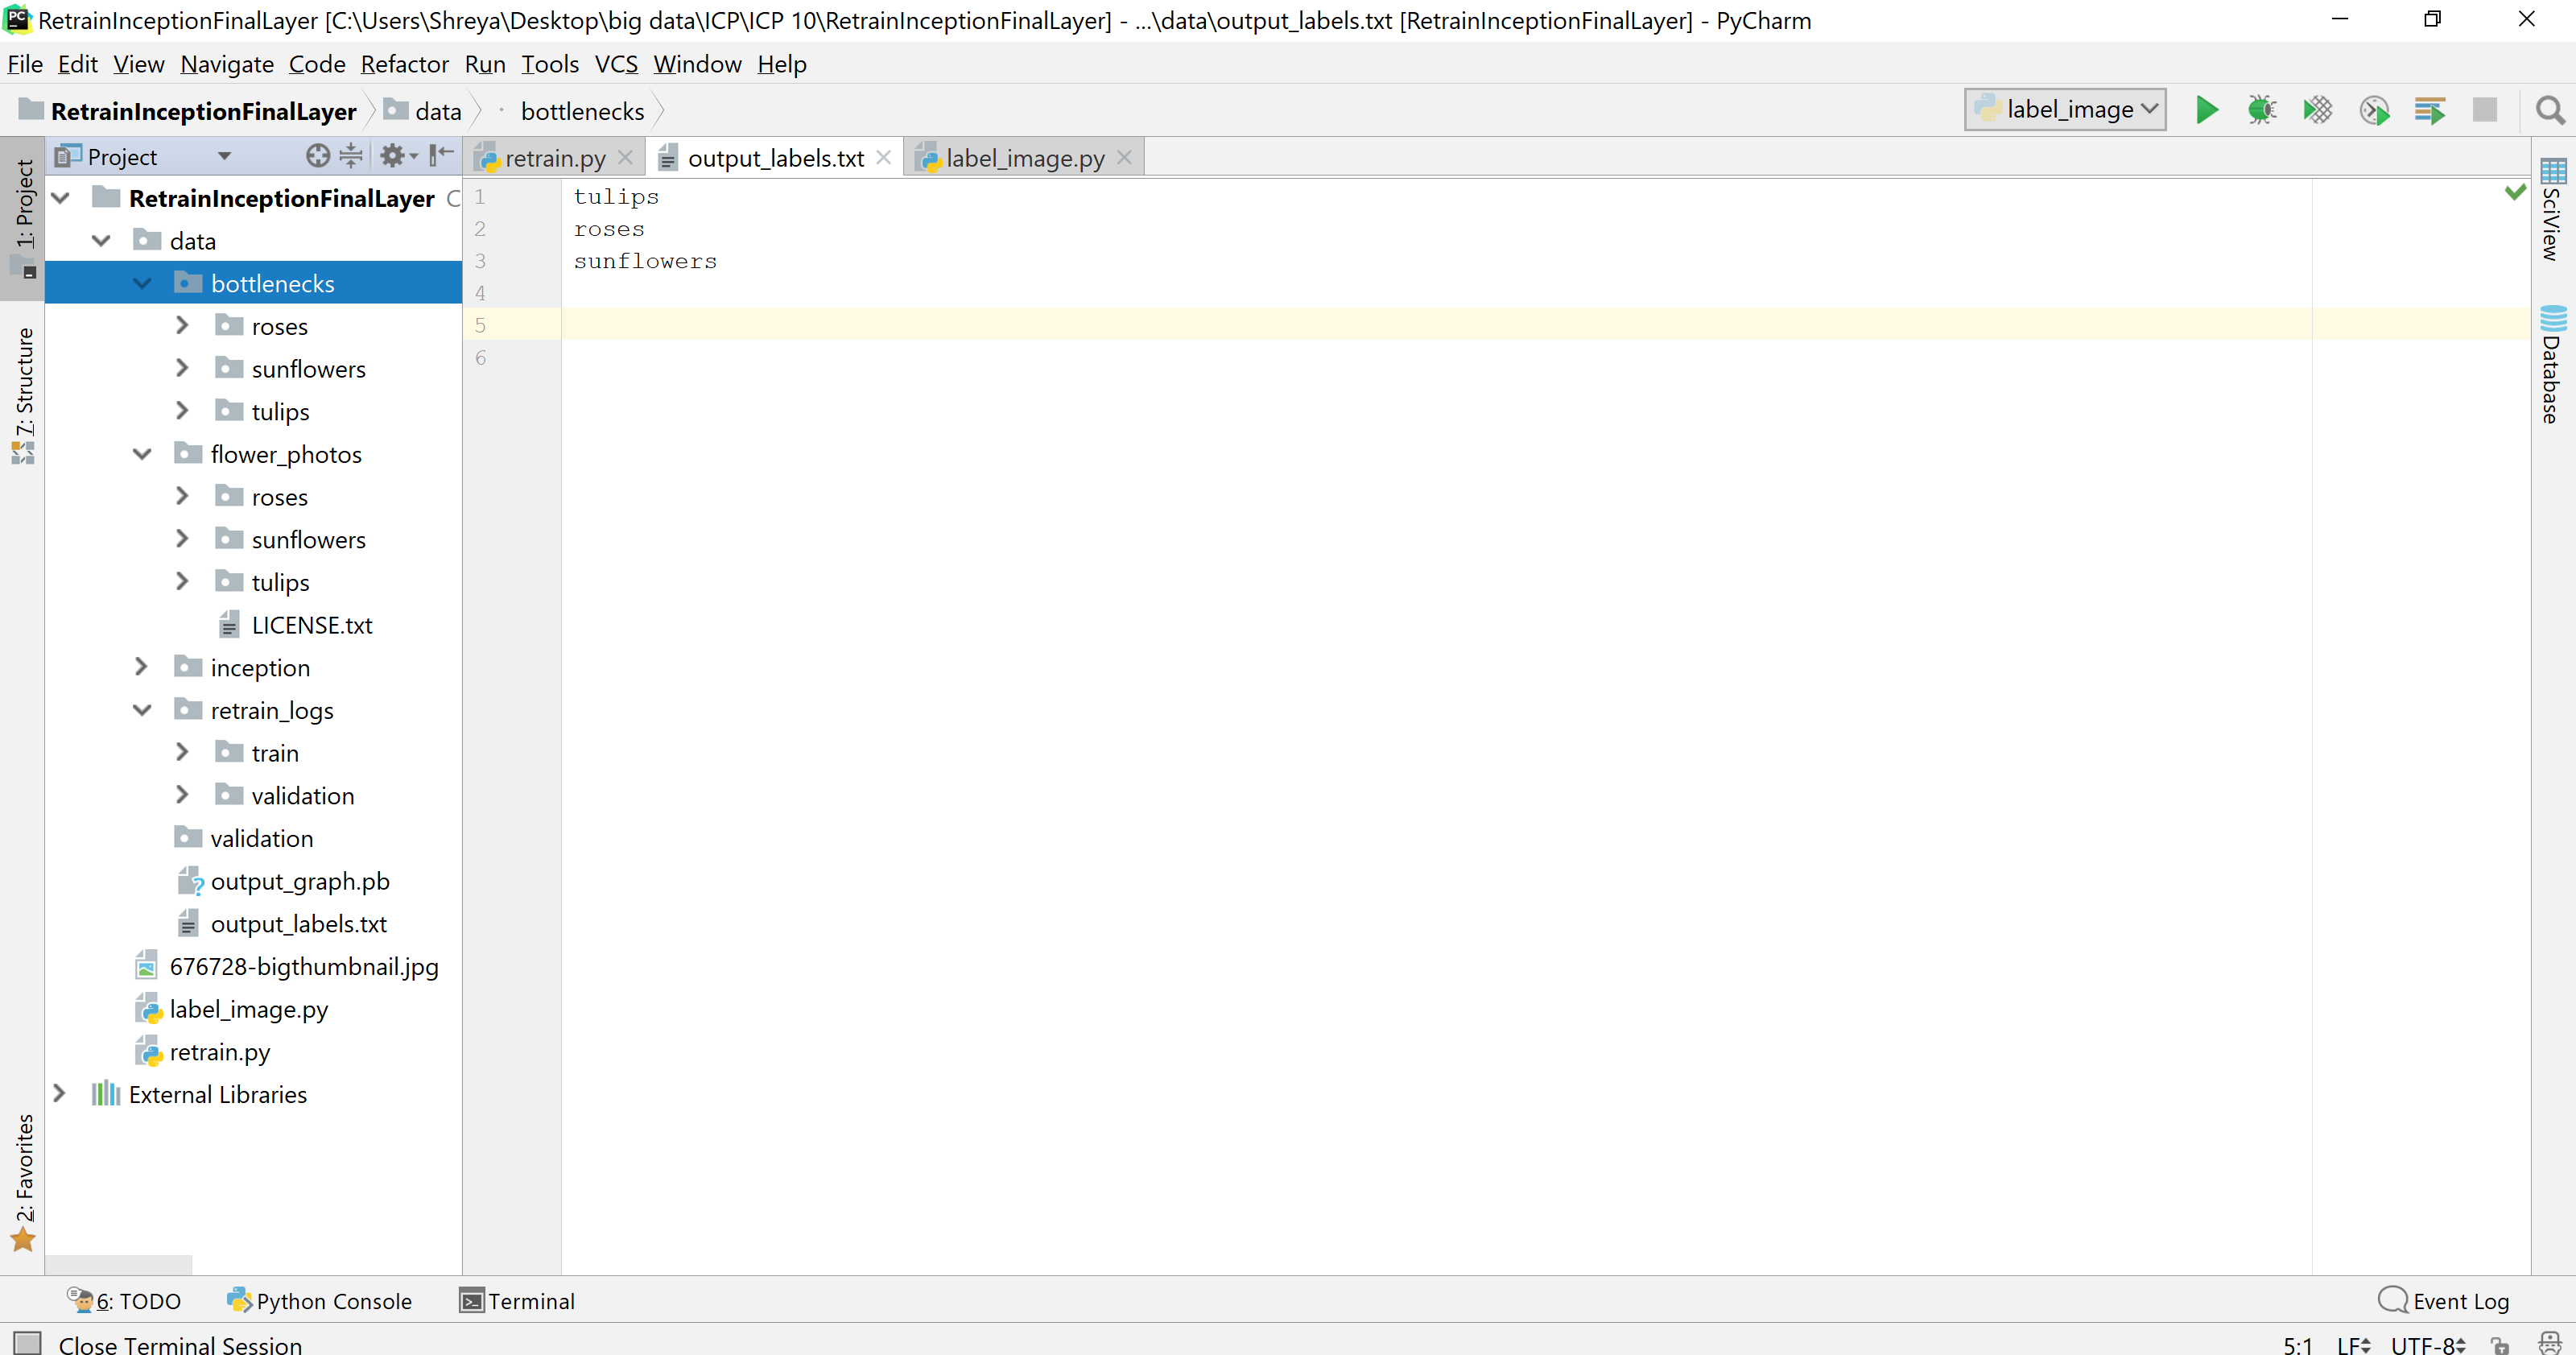 RetrainInceptionFinalLayer [C:\Users\Shreya\Desktop\big data\ICP\ICP 10\RetrainInceptionFinalLayer] - ...\data\output_labels.txt [RetrainInceptionFinalLayer] - PyCharm
File Edit View Navigate Code Refactor Run Tools VCS Window Help
RetrainInceptionFinalLayer data bottlenecks label_image
Project
retrain.py output_labels.txt label_image.py
1: Project
7: Structure
2: Favorites
RetrainInceptionFinalLayer C
data
bottlenecks
roses
sunflowers
tulips
flower_photos
roses
sunflowers
tulips
LICENSE.txt
inception
retrain_logs
train
validation
validation
output_graph.pb
output_labels.txt
676728-bigthumbnail.jpg
label_image.py
retrain.py
External Libraries
1 tulips
2 roses
3 sunflowers
4
5
6
SciView
Database
6: TODO Python Console Terminal Event Log
Close Terminal Session 5:1 LF UTF-8